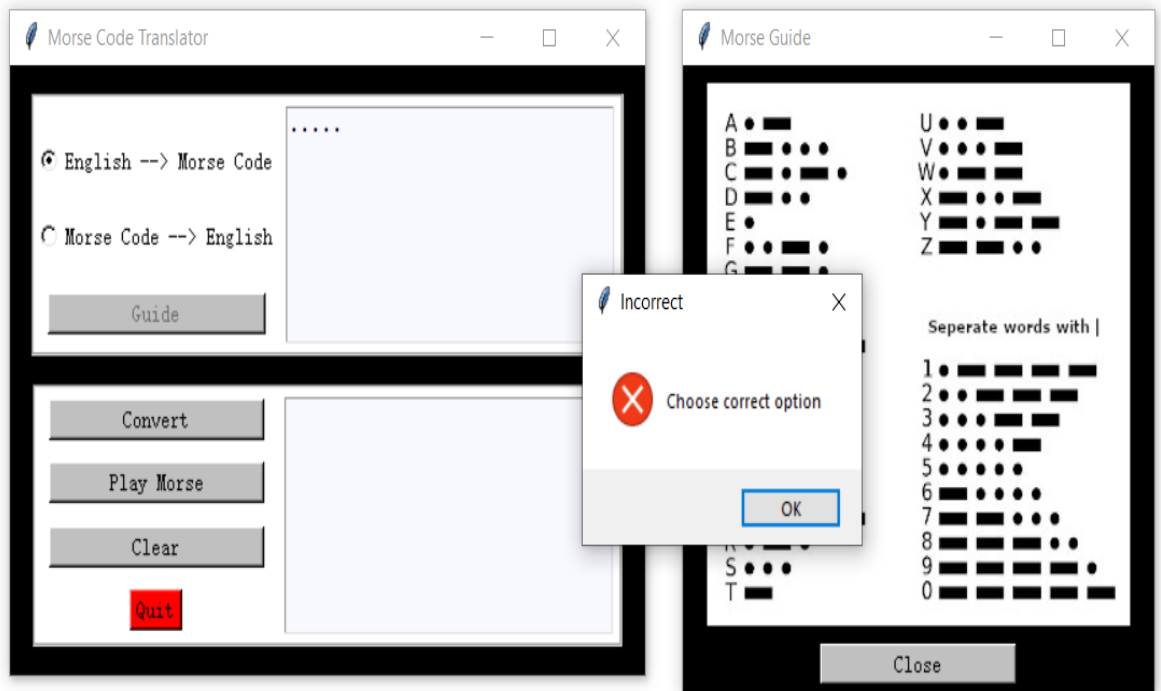 Morse Code Translator
.....
English --> Morse Code
Morse Code --> English
Guide
Convert
Play Morse
Clear
Quit
Morse Guide
A
B
C
D
E
F
G
S
T
U
V
W
X
Y
Z
Seperate words with |
1
2
3
4
5
6
7
8
9
0
Close
Incorrect
Choose correct option
OK